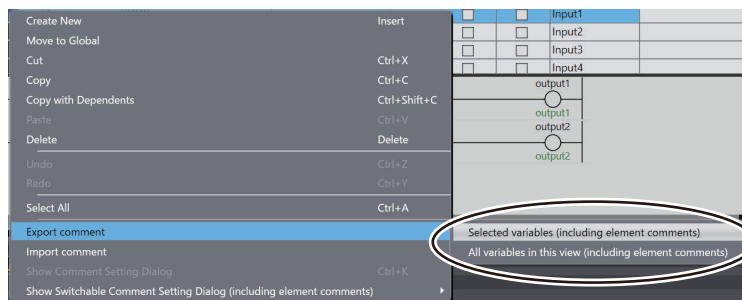 Create New Insert
Move to Global
Cut Ctrl+X
Copy Ctrl+C
Copy with Dependents Ctrl+Shift+C
Paste Ctrl+V
Delete Delete
Undo Ctrl+Z
Redo Ctrl+Y
Select All Ctrl+A
Export comment
Import comment
Show Comment Setting Dialog Ctrl+K
Show Switchable Comment Setting Dialog (including element comments)
Input1
Input2
Input3
Input4
output1
output1
output2
output2
Selected variables (including element comments)
All variables in this view (including element comments)